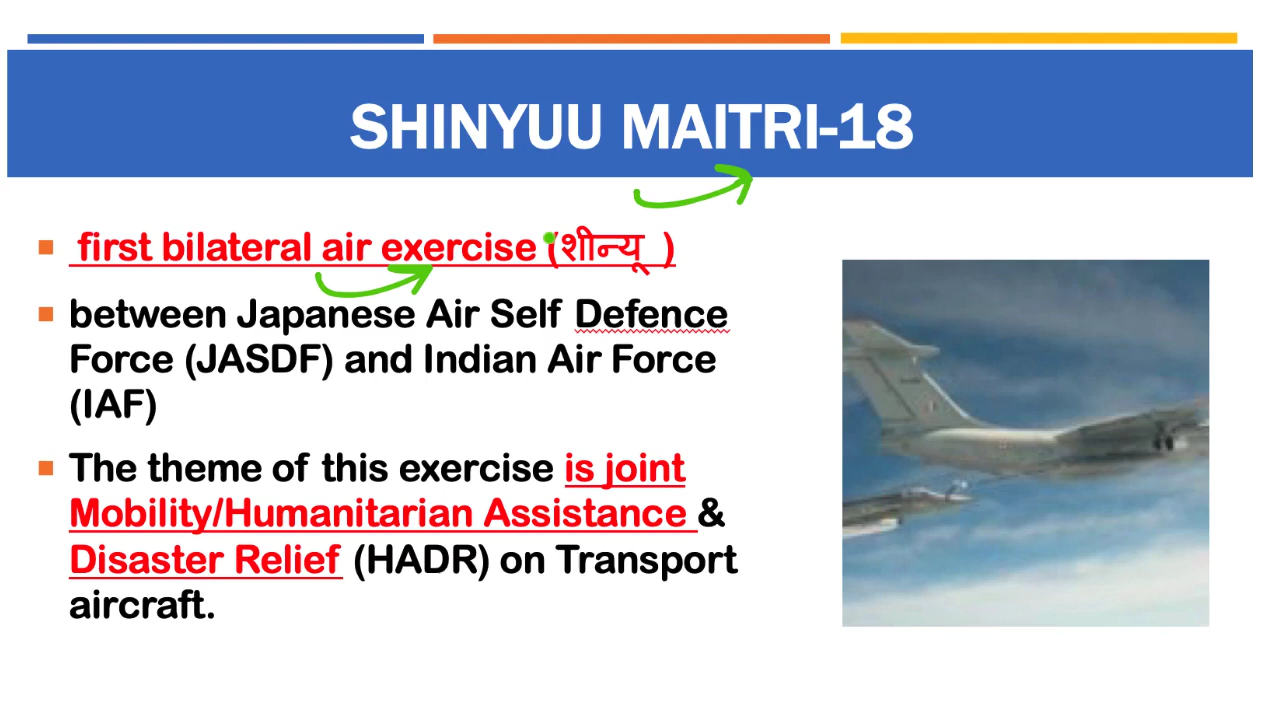 SHINYUU MAITRI-18
first bilateral air exercise (शीन्यू )
between Japanese Air Self Defence
Force (JASDF) and Indian Air Force
(IAF)
The theme of this exercise is joint
Mobility/Humanitarian Assistance &
Disaster Relief (HADR) on Transport
aircraft.